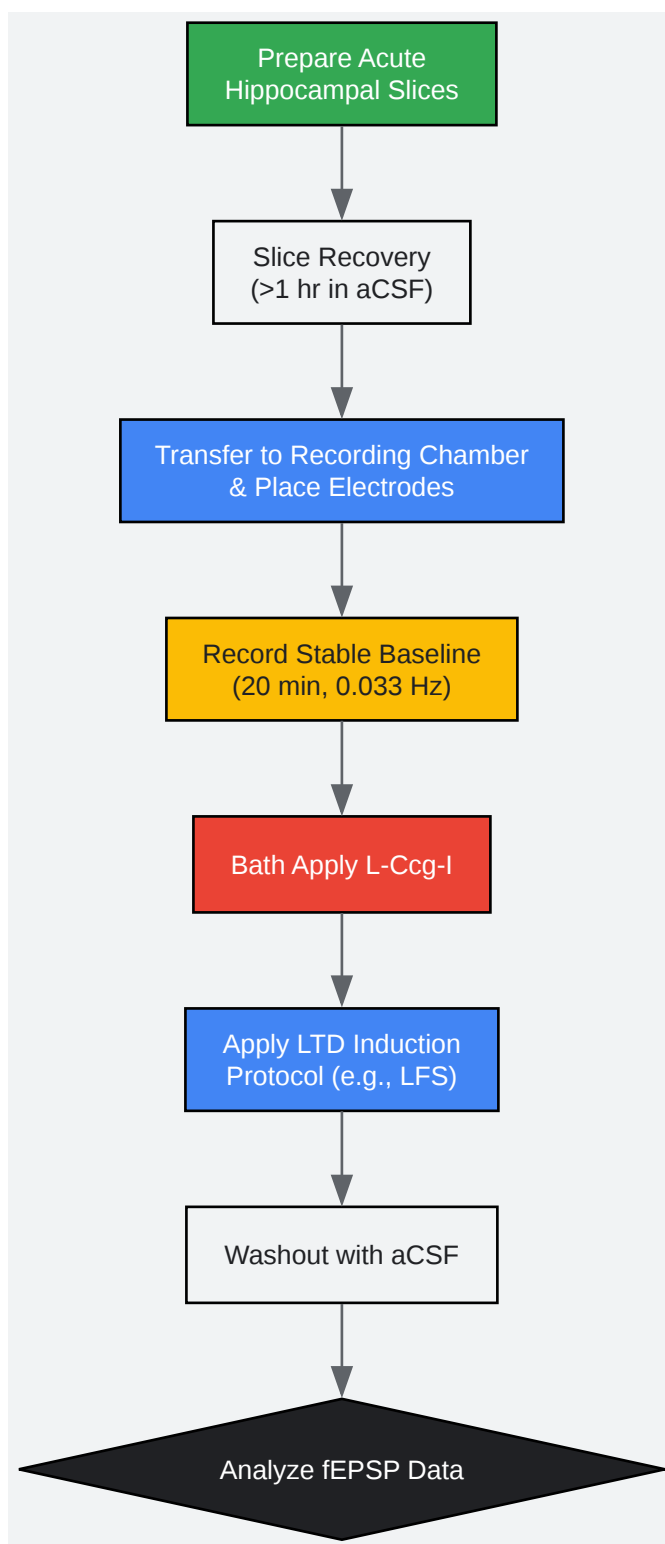 Prepare Acute
Hippocampal Slices
Slice Recovery
(>1 hr in aCSF)
Transfer to Recording Chamber
& Place Electrodes
Record Stable Baseline
(20 min, 0.033 Hz)
Bath Apply L-Ccg-I
Apply LTD Induction
Protocol (e.g., LFS)
Washout with aCSF
Analyze fEPSP Data